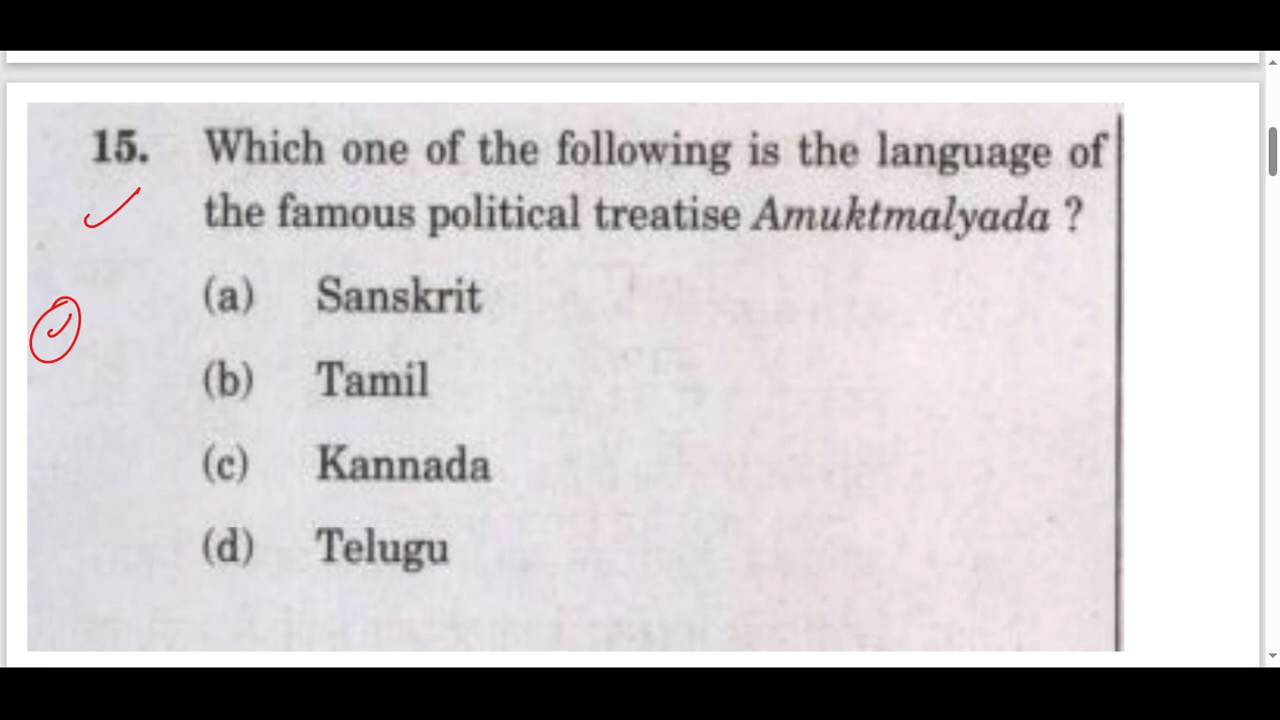 15. Which one of the following is the language of
the famous political treatise Amuktmalyada ?
(a) Sanskrit
(b) Tamil
(c) Kannada
(d) Telugu